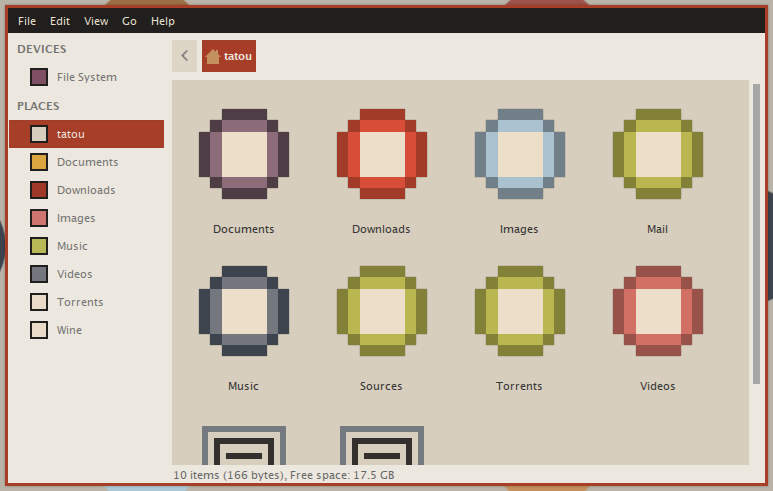 File Edit View Go Help
DEVICES
File System
PLACES
tatou
Documents
Downloads
Images
Music
Videos
Torrents
Wine
tatou
Documents Downloads Images Mail
Music Sources Torrents Videos
10 items (166 bytes), Free space: 17.5 GB